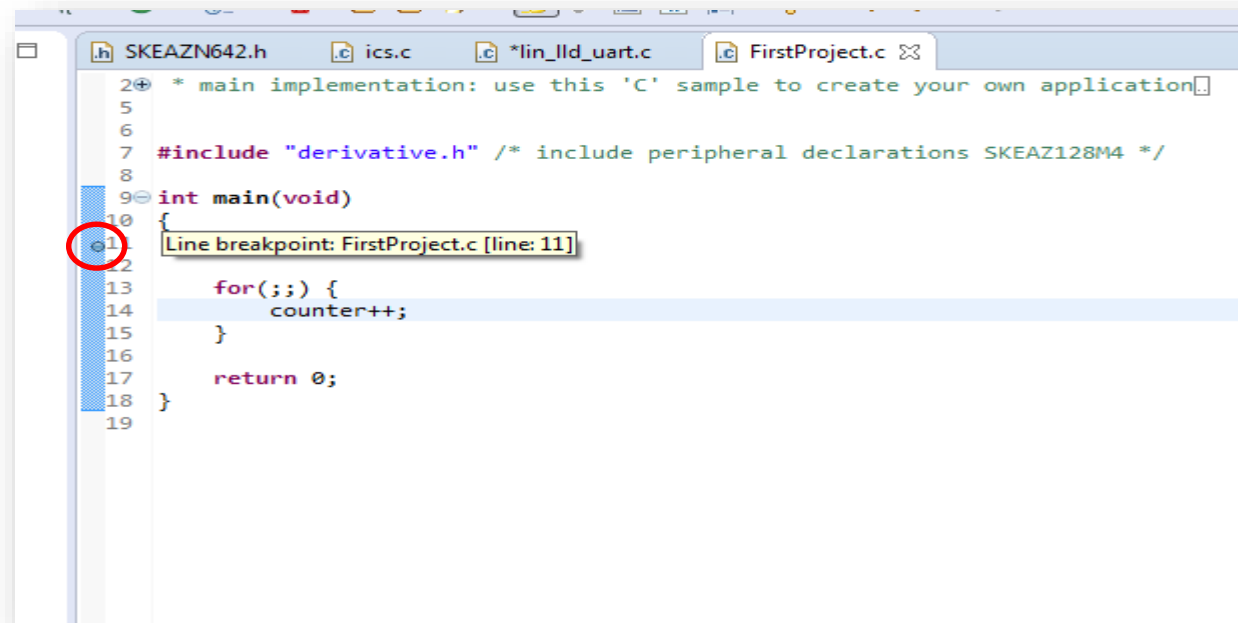 SKEAZN642.h ics.c *lin_lld_uart.c FirstProject.c
2 * main implementation: use this 'C' sample to create your own application
5
6
7 #include "derivative.h" /* include peripheral declarations SKEAZ128M4 */
8
9 int main(void)
10 {
11 Line breakpoint: FirstProject.c [line: 11]
12
13 for(;;) {
14 counter++;
15 }
16
17 return 0;
18 }
19